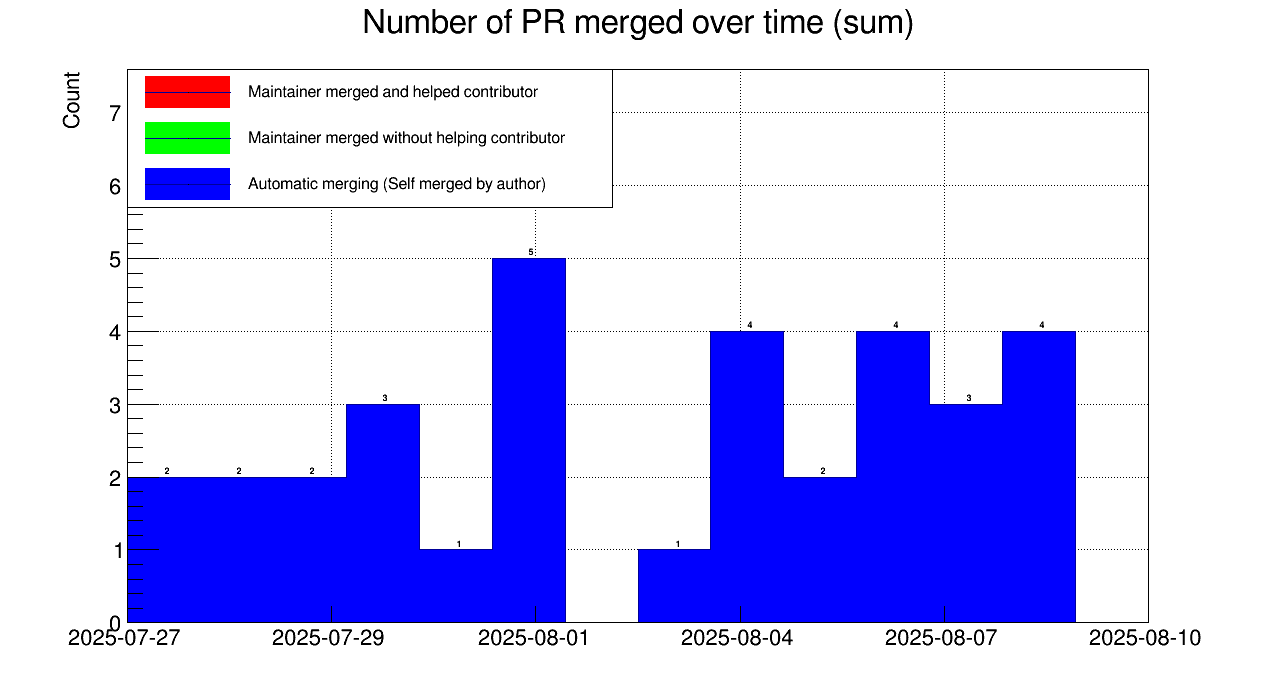 Number of PR merged over time (sum)
Count
Maintainer merged and helped contributor
Maintainer merged without helping contributor
Automatic merging (Self merged by author)
7
6
5
4
3
2
1
0
2 2 2 3 1 5 1 4 2 4 3 4
2025-07-27 2025-07-29 2025-08-01 2025-08-04 2025-08-07 2025-08-10